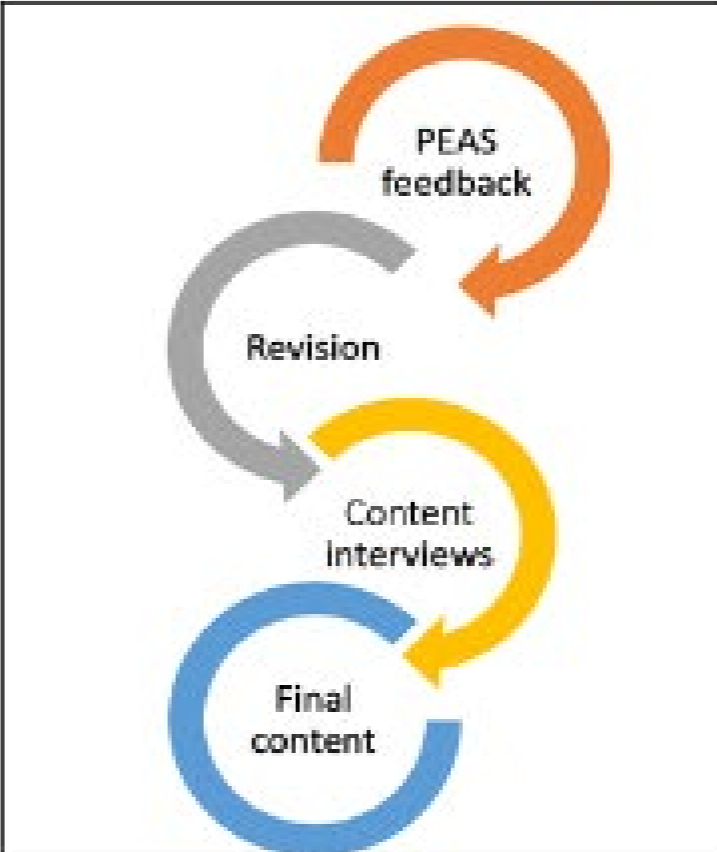 PEAS
feedback
Revision
Content
interviews
Final
content